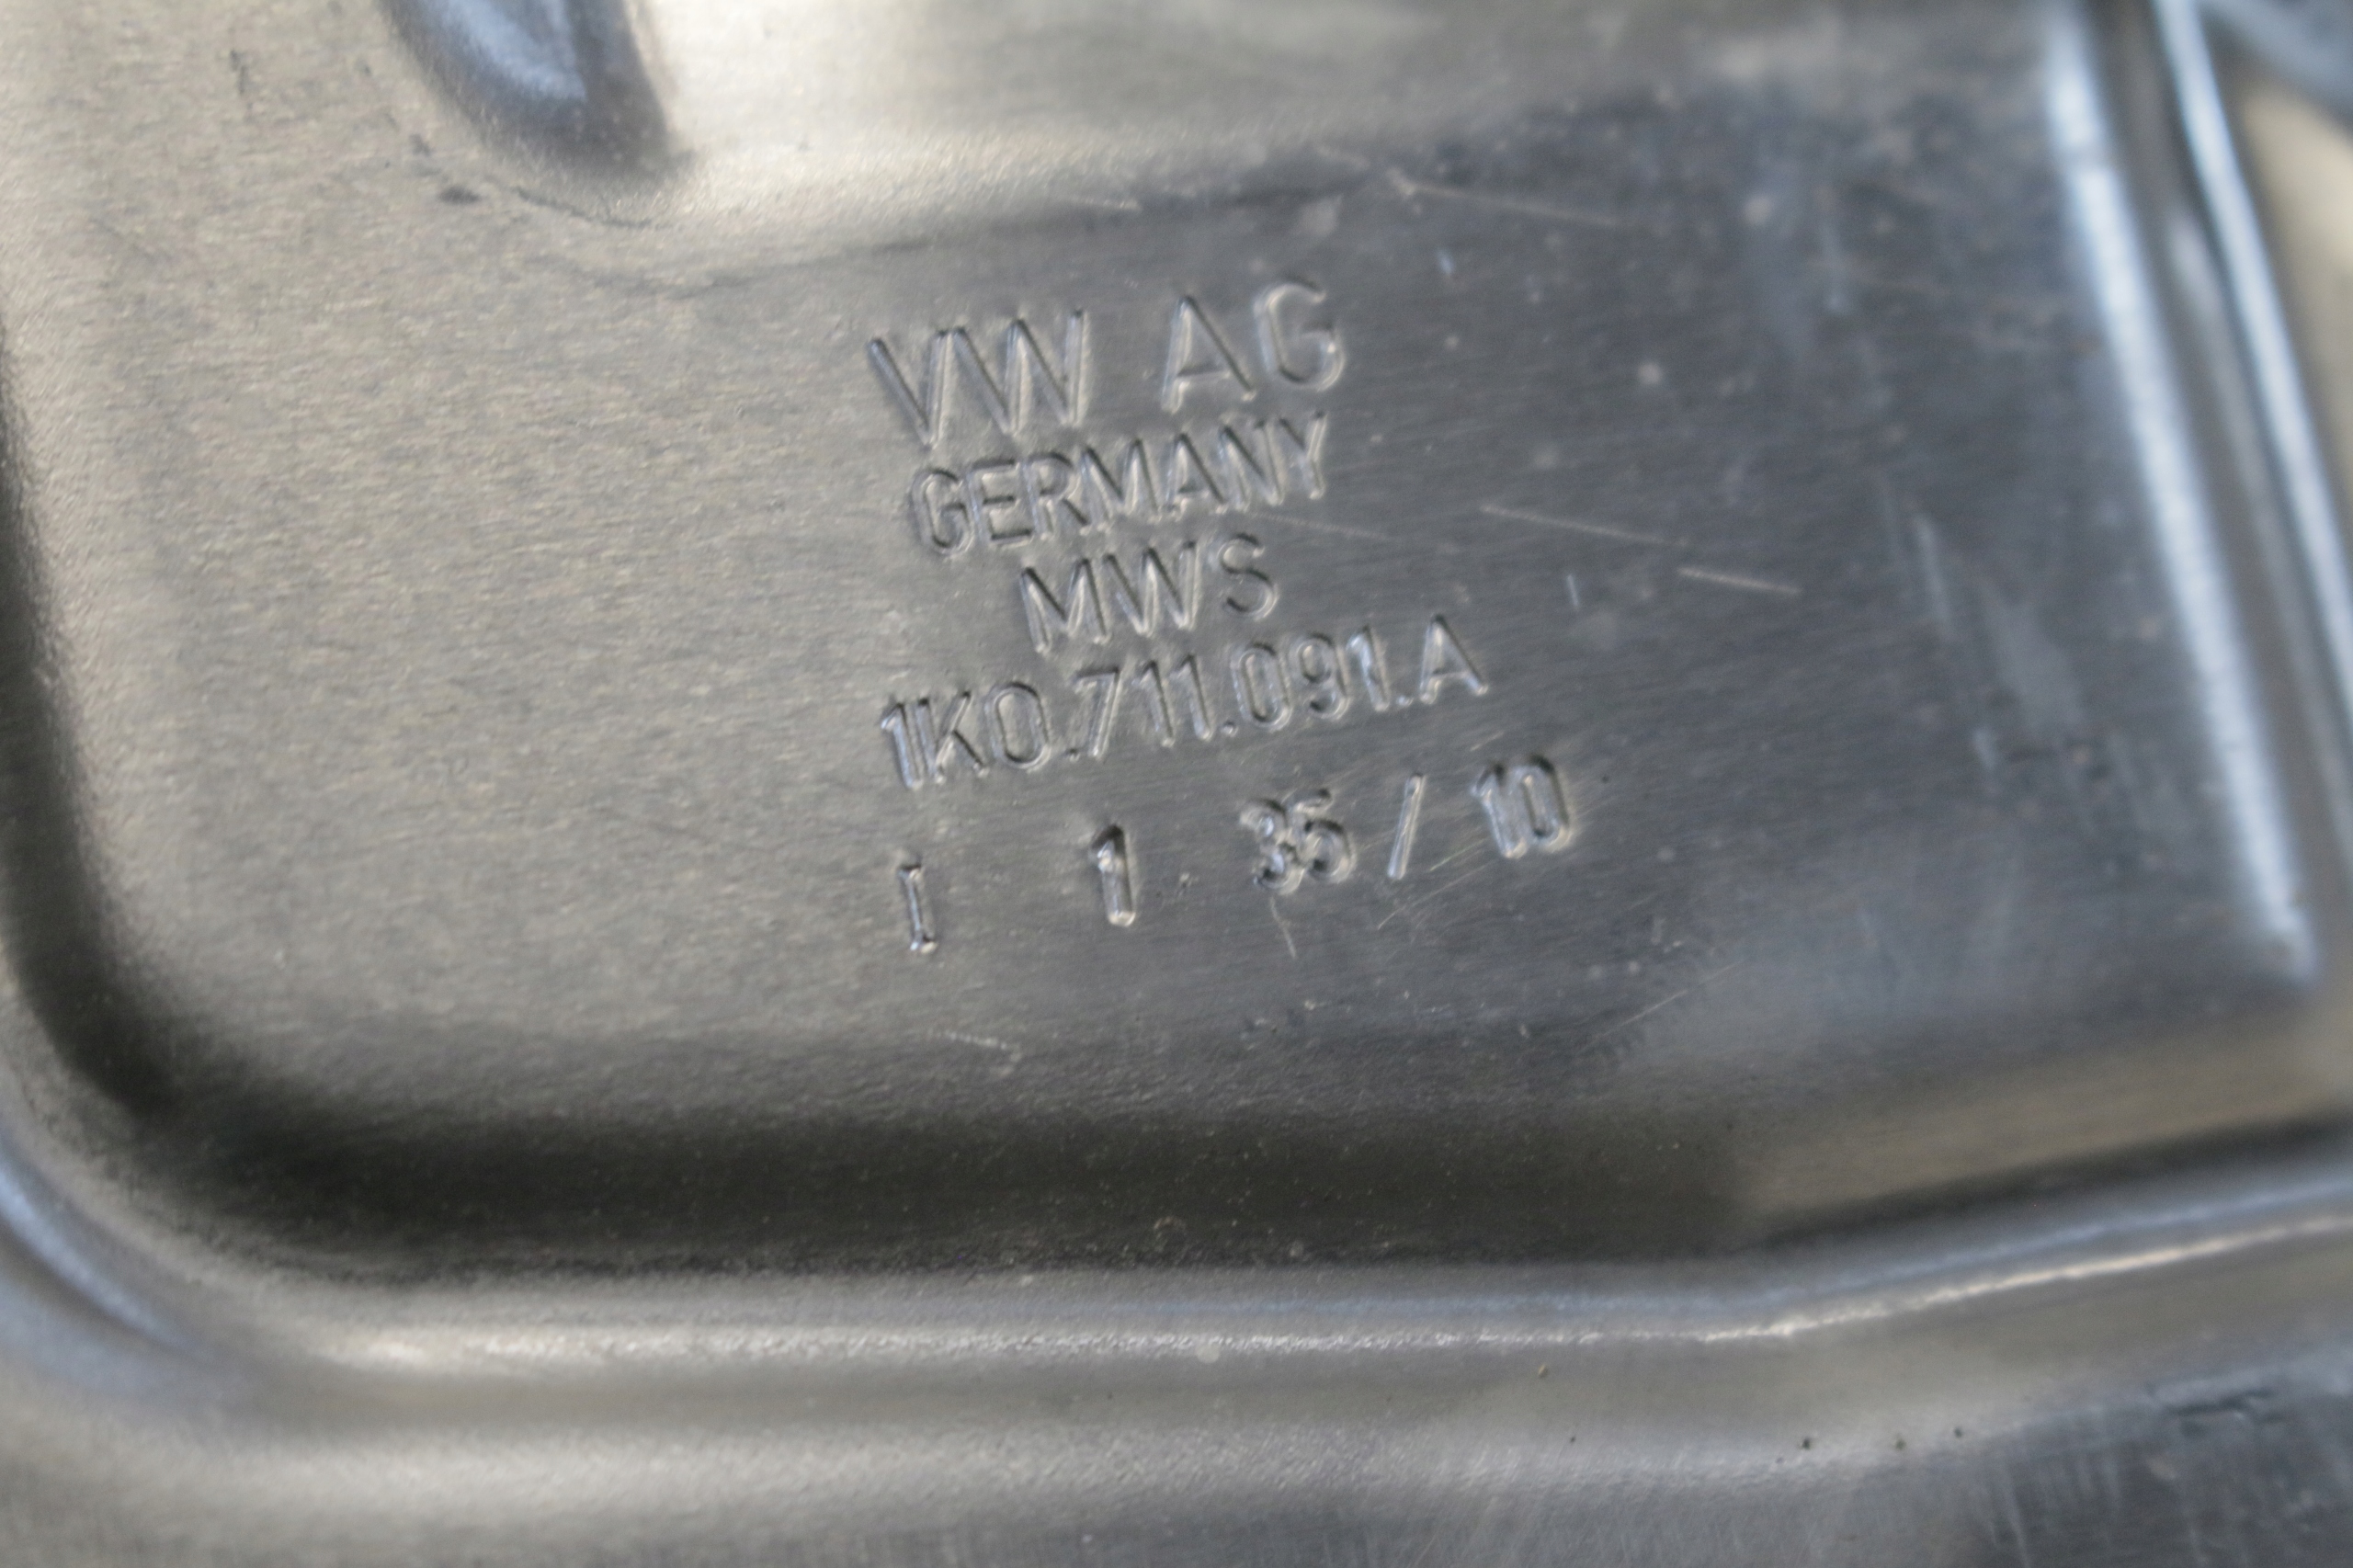 VW AG
GERMANY
MWS
1K0.711.091.A
I 1 35 / 10